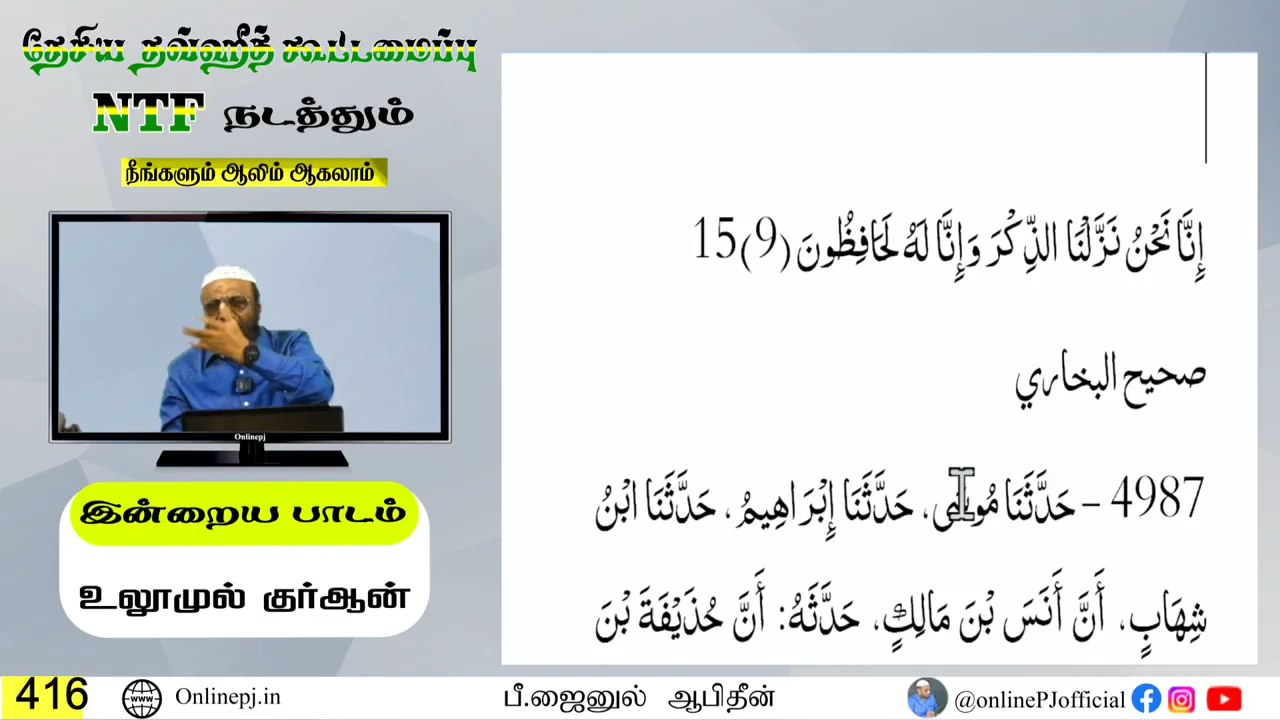 தேசிய தவ்ஹீத் கூட்டமைப்பு
NTF நடத்தும்
நீங்களும் ஆலிம் ஆகலாம்
Onlinepj
இன்றைய பாடம்
உலூமுல் குர்ஆன்
إِنَّا نَحْنُ نَزَّلْنَا الذِّكْرَ وَإِنَّا لَهُ لَحَافِظُونَ (9)15
صحيح البخاري
4987 – حَدَّثَنَا مُوسَى، حَدَّثَنَا إِبْرَاهِيمُ، حَدَّثَنَا ابْنُ
شِهَابٍ، أَنَّ أَنَسَ بْنَ مَالِكٍ، حَدَّثَهُ: أَنَّ حُذَيْفَةَ بْنَ
416 www Onlinepj.in பீ.ஜைனுல் ஆபிதீன் @onlinePJofficial